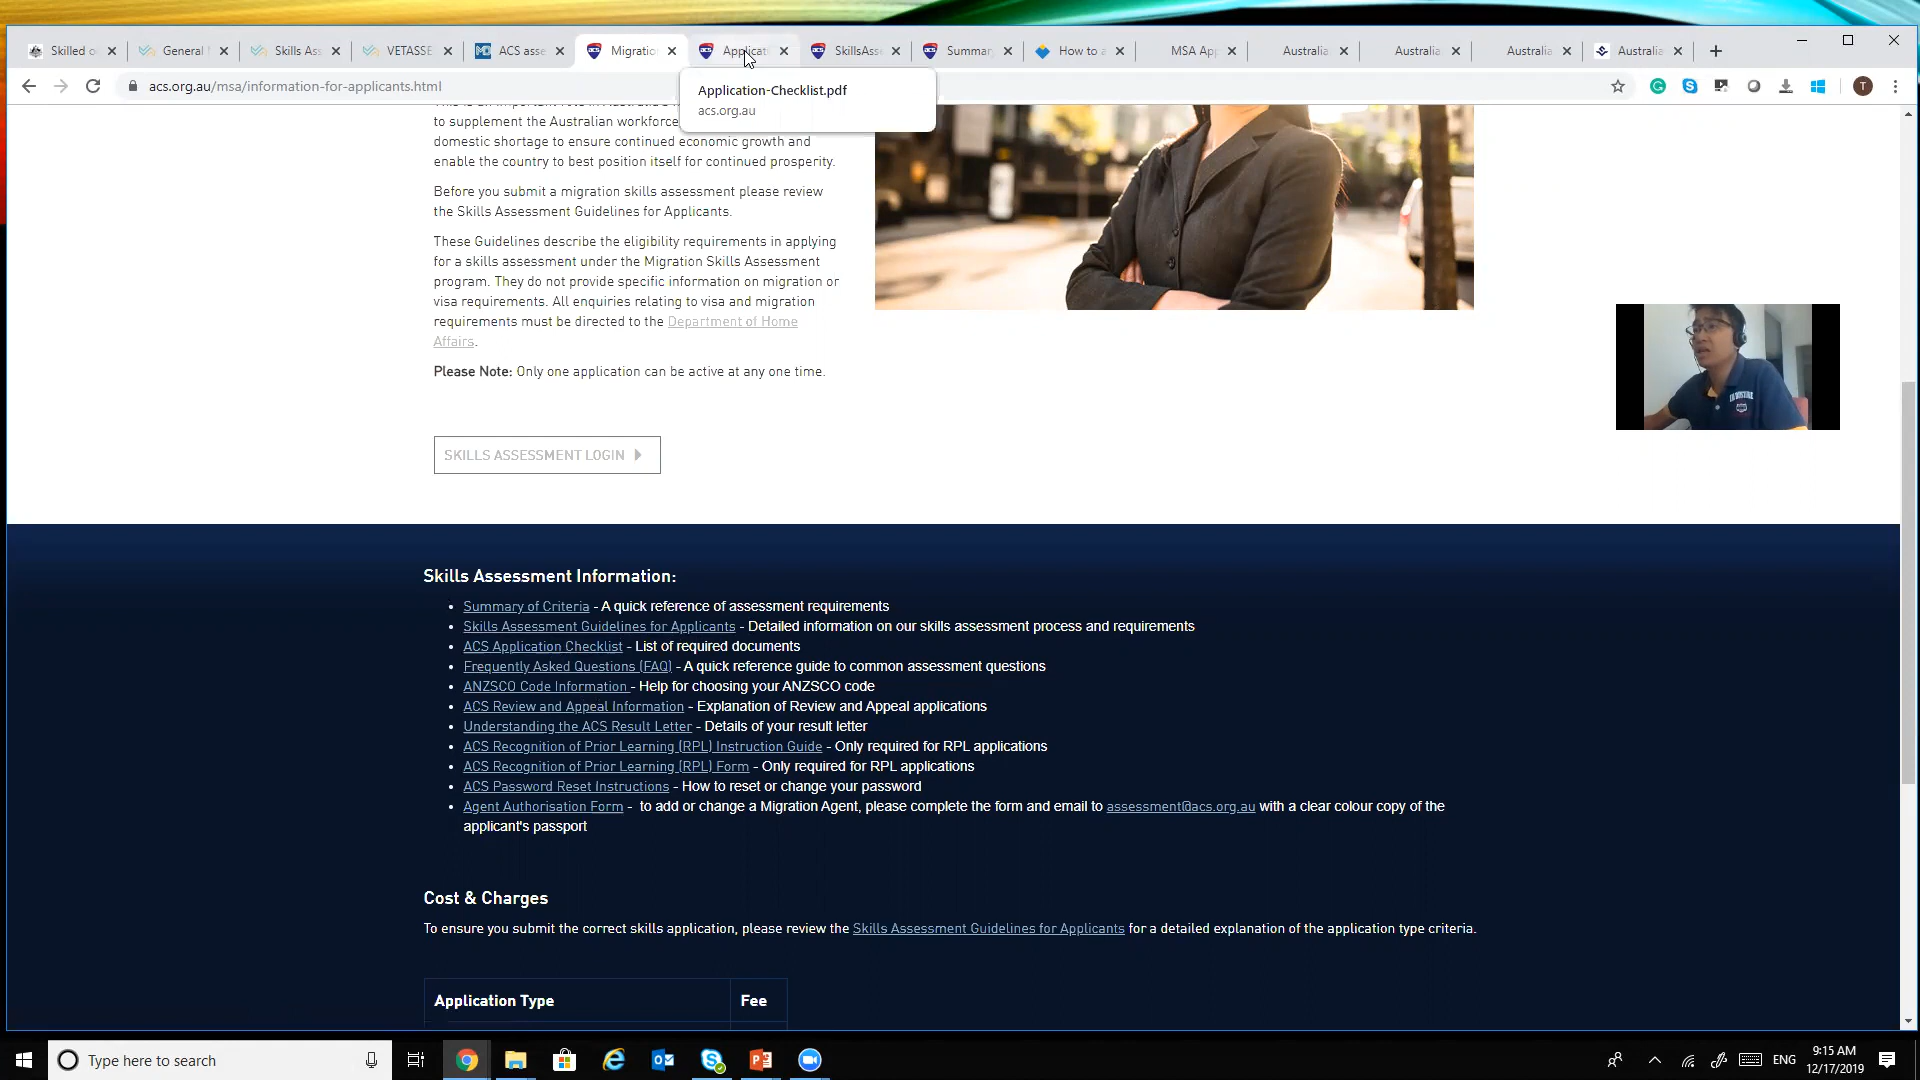 Skilled o
General
Skills As
VETASSE
ACS asse
Migratio
Applicati
SkillsAsse
Summar
How to a
MSA App
Australia
Australia
Australia
Australia
acs.org.au/msa/information-for-applicants.html
Application-Checklist.pdf
acs.org.au
to supplement the Australian workforce
domestic shortage to ensure continued economic growth and
enable the country to best position itself for continued prosperity.
Before you submit a migration skills assessment please review
the Skills Assessment Guidelines for Applicants.
These Guidelines describe the eligibility requirements in applying
for a skills assessment under the Migration Skills Assessment
program. They do not provide specific information on migration or
visa requirements. All enquiries relating to visa and migration
requirements must be directed to the Department of Home
Affairs.
Please Note: Only one application can be active at any one time.
SKILLS ASSESSMENT LOGIN
Skills Assessment Information:
• Summary of Criteria - A quick reference of assessment requirements
• Skills Assessment Guidelines for Applicants - Detailed information on our skills assessment process and requirements
• ACS Application Checklist - List of required documents
• Frequently Asked Questions (FAQ) - A quick reference guide to common assessment questions
• ANZSCO Code Information - Help for choosing your ANZSCO code
• ACS Review and Appeal Information - Explanation of Review and Appeal applications
• Understanding the ACS Result Letter - Details of your result letter
• ACS Recognition of Prior Learning (RPL) Instruction Guide - Only required for RPL applications
• ACS Recognition of Prior Learning (RPL) Form - Only required for RPL applications
• ACS Password Reset Instructions - How to reset or change your password
• Agent Authorisation Form - to add or change a Migration Agent, please complete the form and email to assessment@acs.org.au with a clear colour copy of the
applicant's passport
Cost & Charges
To ensure you submit the correct skills application, please review the Skills Assessment Guidelines for Applicants for a detailed explanation of the application type criteria.
Application Type Fee
Type here to search
ENG
9:15 AM
12/17/2019